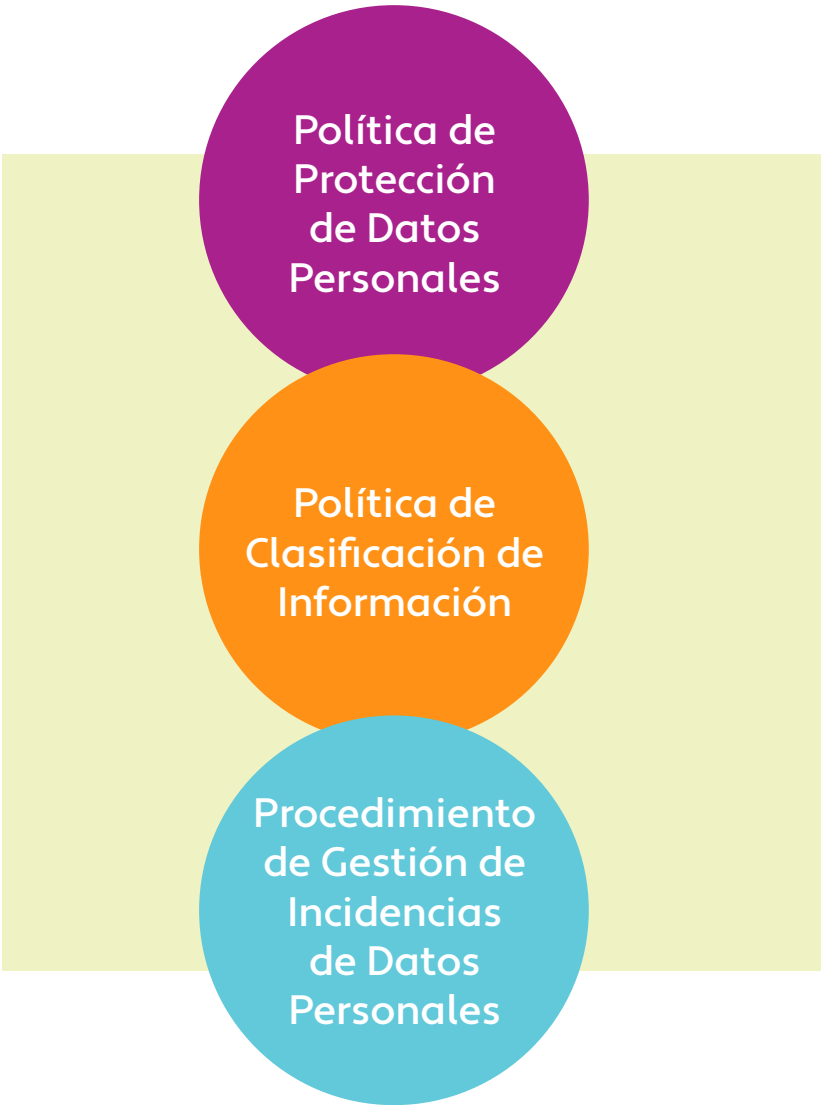 Política de
Protección
de Datos
Personales
Política de
Clasificación de
Información
Procedimiento
de Gestión de
Incidencias
de Datos
Personales